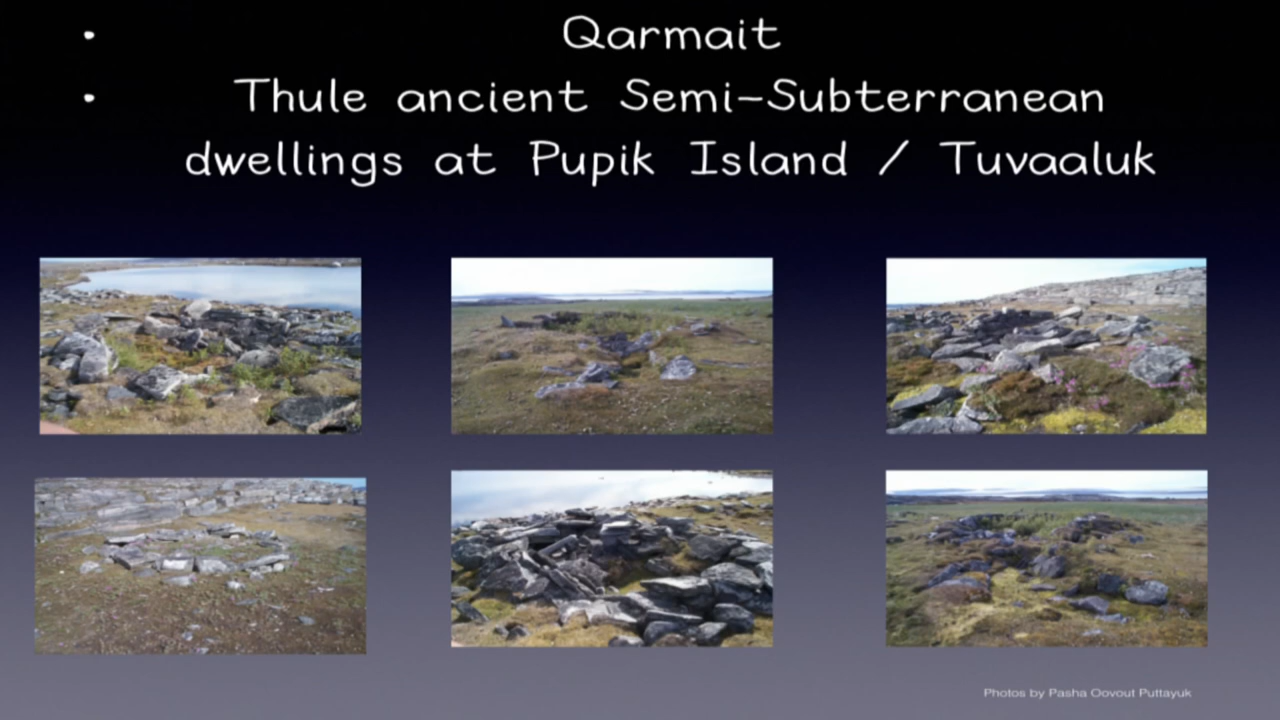 • Qarmait
• Thule ancient Semi-Subterranean
dwellings at Pupik Island / Tuvaaluk
Photos by Pasha Oovout Puttayuk